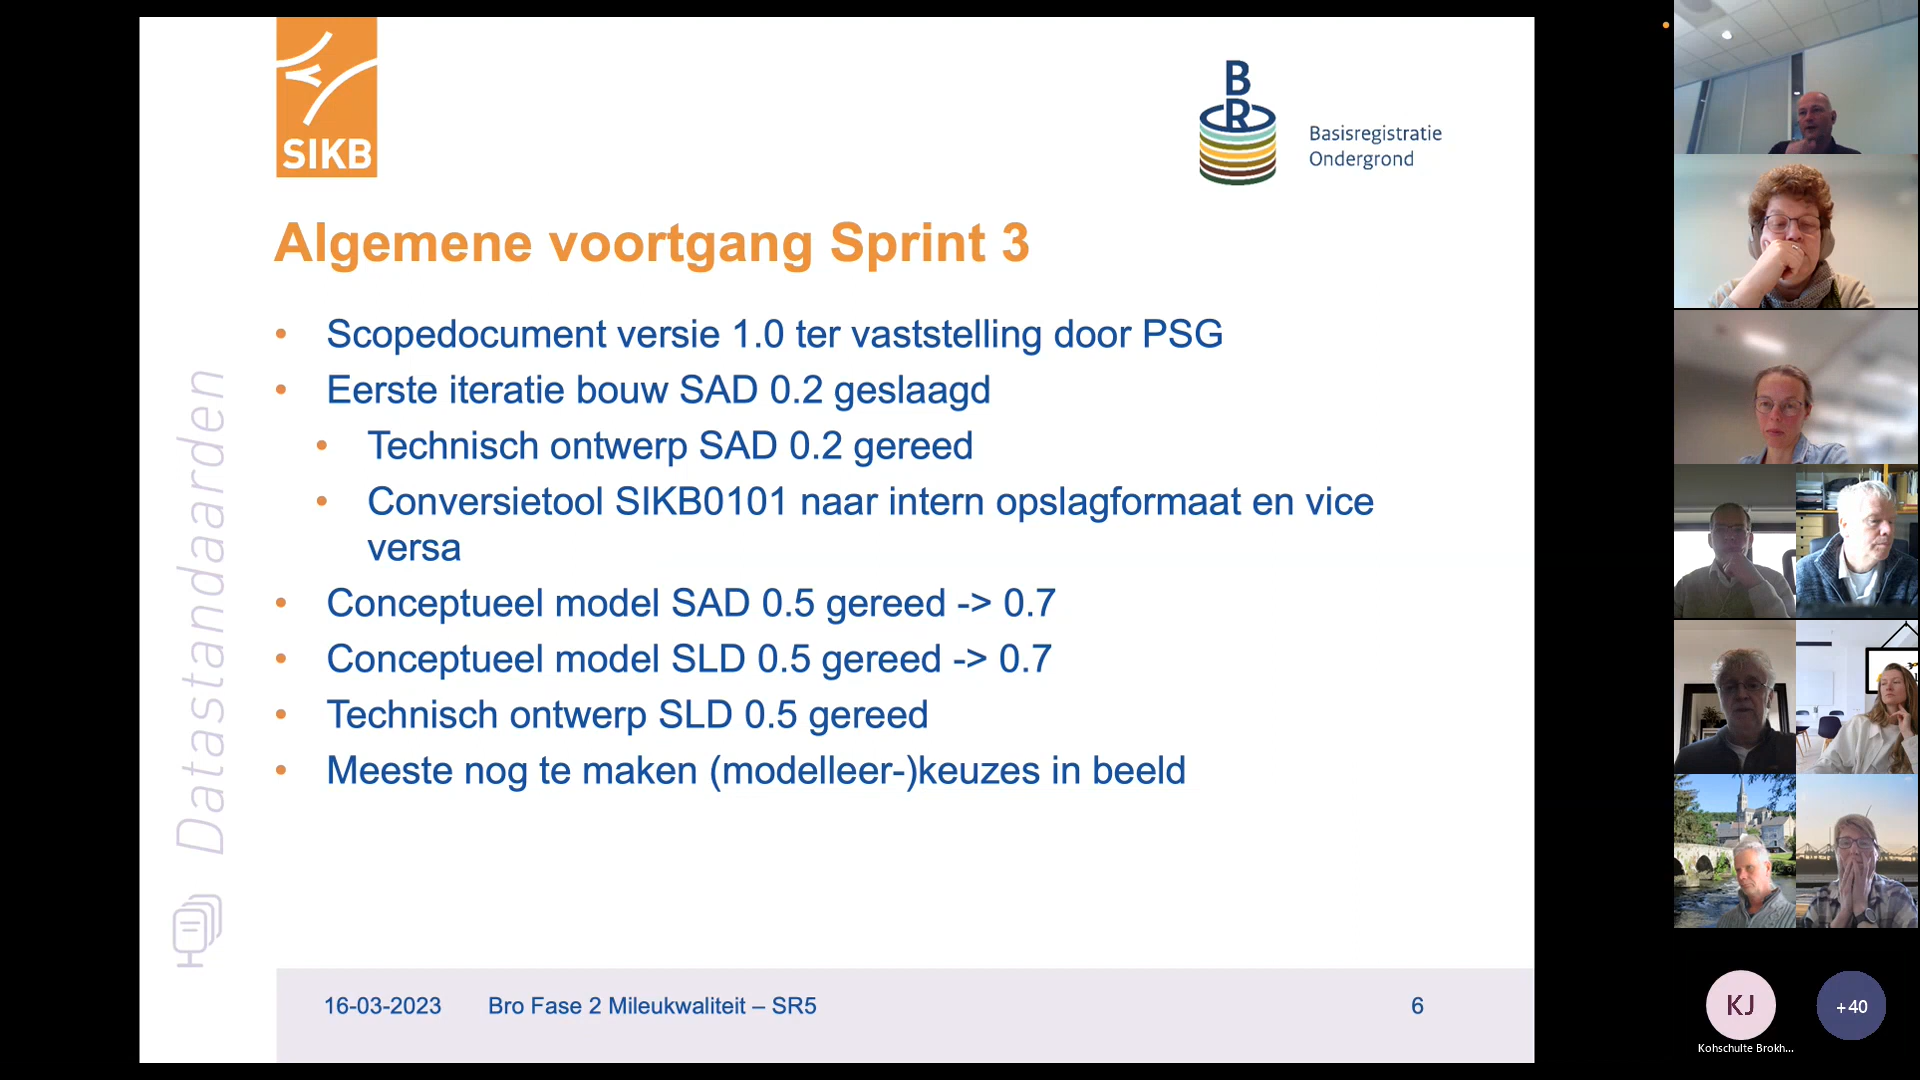 SIKB
B
R
Basisregistratie
Ondergrond
Algemene voortgang Sprint 3
• Scopedocument versie 1.0 ter vaststelling door PSG
• Eerste iteratie bouw SAD 0.2 geslaagd
• Technisch ontwerp SAD 0.2 gereed
• Conversietool SIKB0101 naar intern opslagformaat en vice
versa
• Conceptueel model SAD 0.5 gereed -> 0.7
• Conceptueel model SLD 0.5 gereed -> 0.7
• Technisch ontwerp SLD 0.5 gereed
• Meeste nog te maken (modelleer-)keuzes in beeld
Datastandaarden
16-03-2023 Bro Fase 2 Mileukwaliteit – SR5 6
KJ
+40
Kohschulte Brokh...